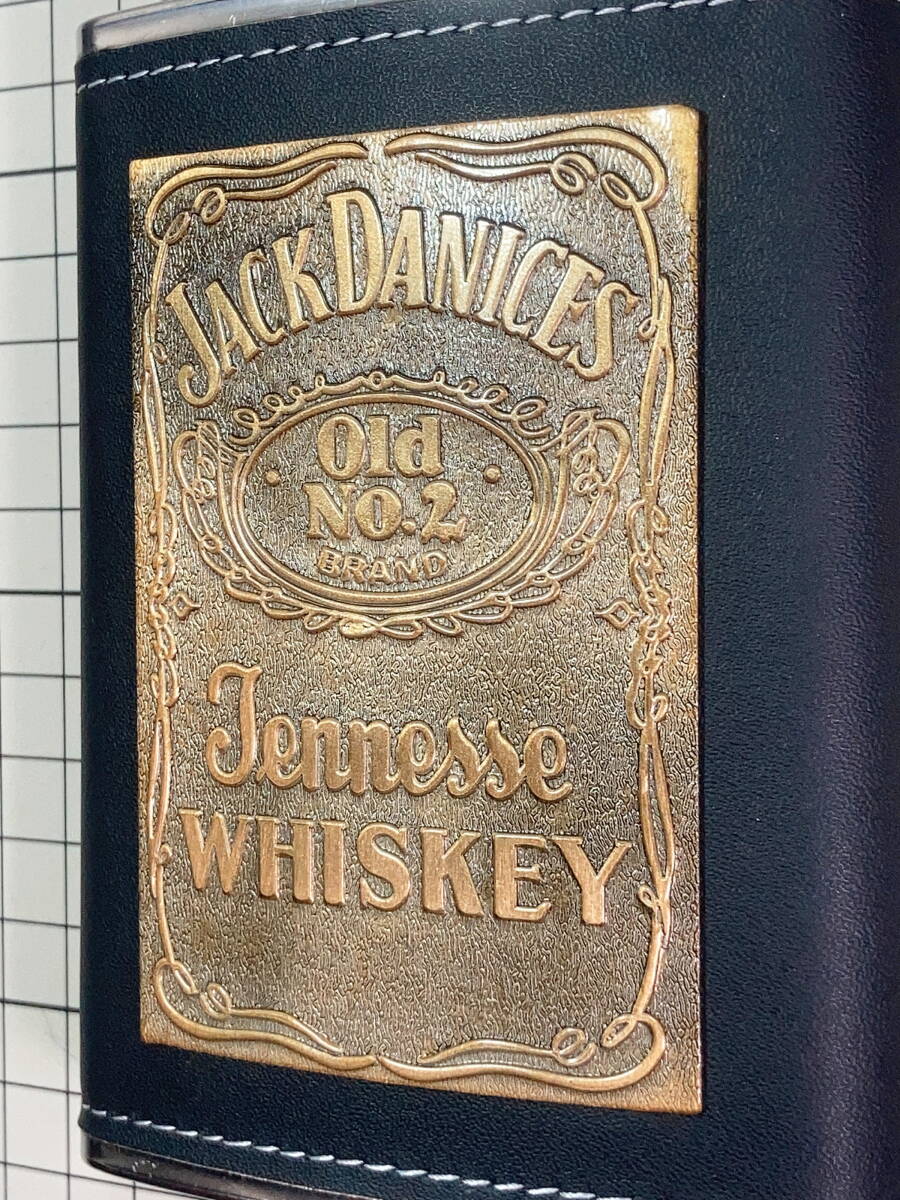 JACK DANICES
Old
NO.2
BRAND
Jennesse
WHISKEY